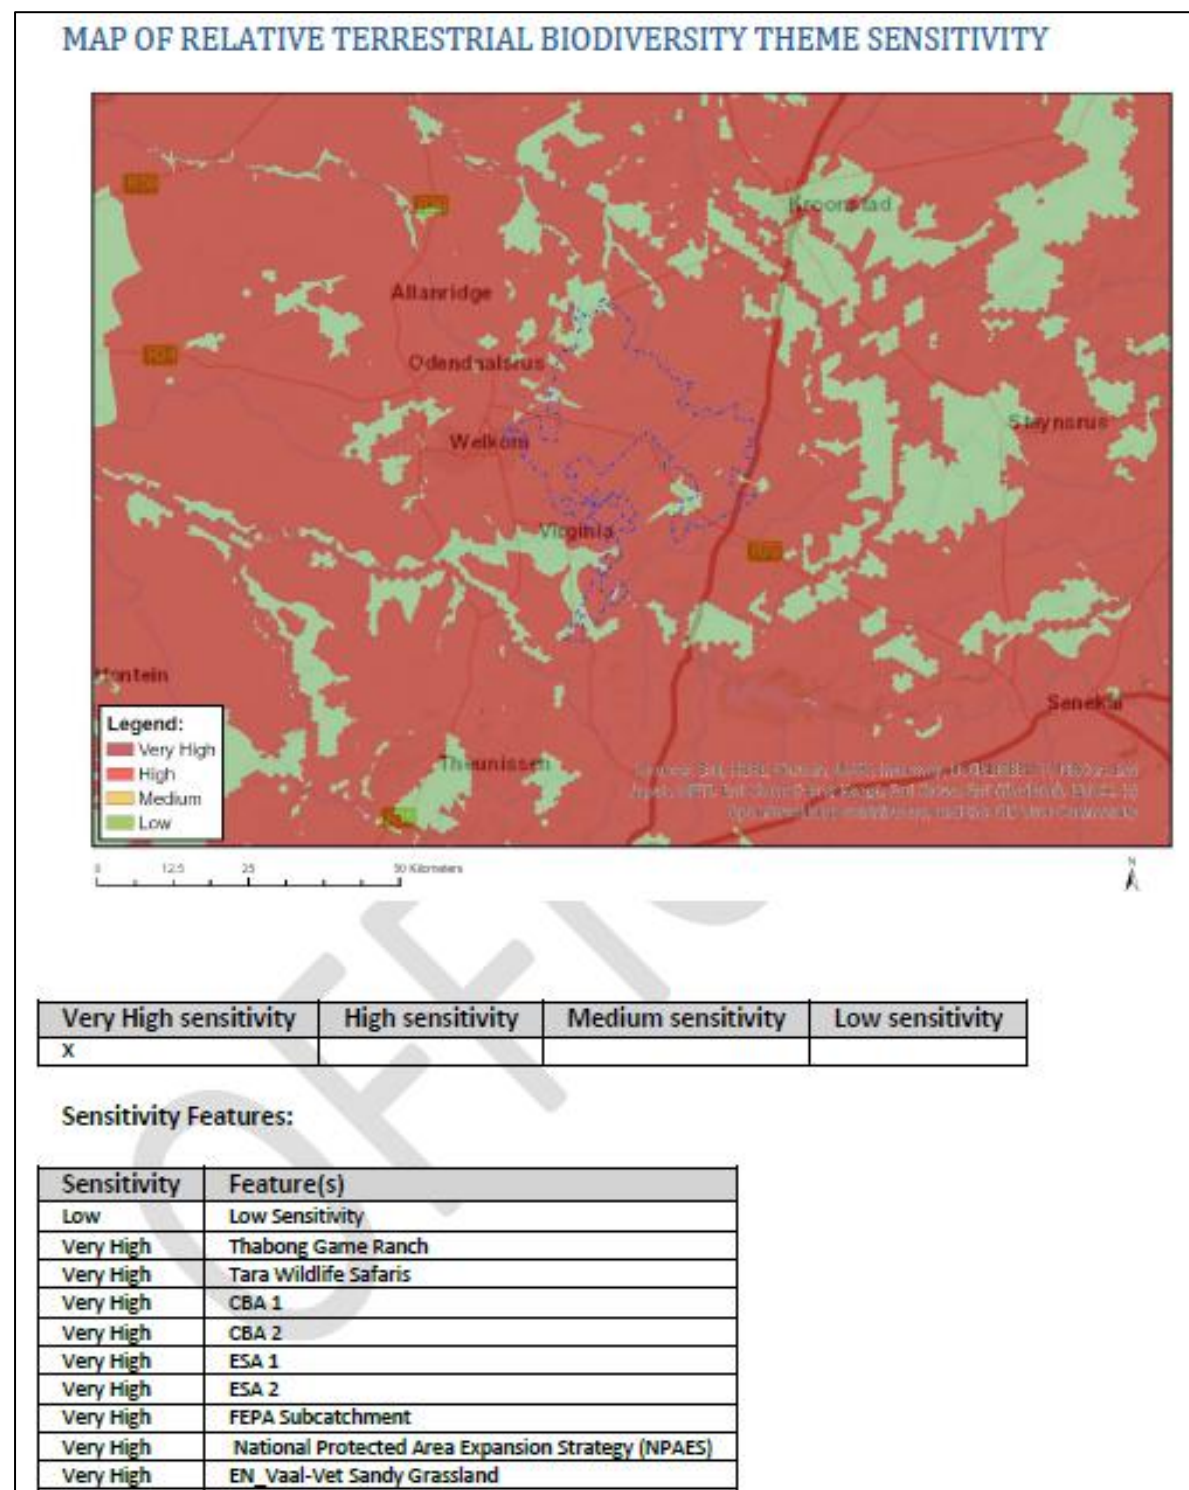 MAP OF RELATIVE TERRESTRIAL BIODIVERSITY THEME SENSITIVITY
Kroonstad
Allanridge
Odendaalsrus
Steynsrus
Welkom
Virginia
Senekal
Theunissen
Legend:
Very High
High
Medium
Low
0 12.5 25 50 Kilometers
N
Very High sensitivity High sensitivity Medium sensitivity Low sensitivity
X
Sensitivity Features:
Sensitivity Feature(s)
Low Low Sensitivity
Very High Thabong Game Ranch
Very High Tara Wildlife Safaris
Very High CBA 1
Very High CBA 2
Very High ESA 1
Very High ESA 2
Very High FEPA Subcatchment
Very High National Protected Area Expansion Strategy (NPAES)
Very High EN_Vaal-Vet Sandy Grassland